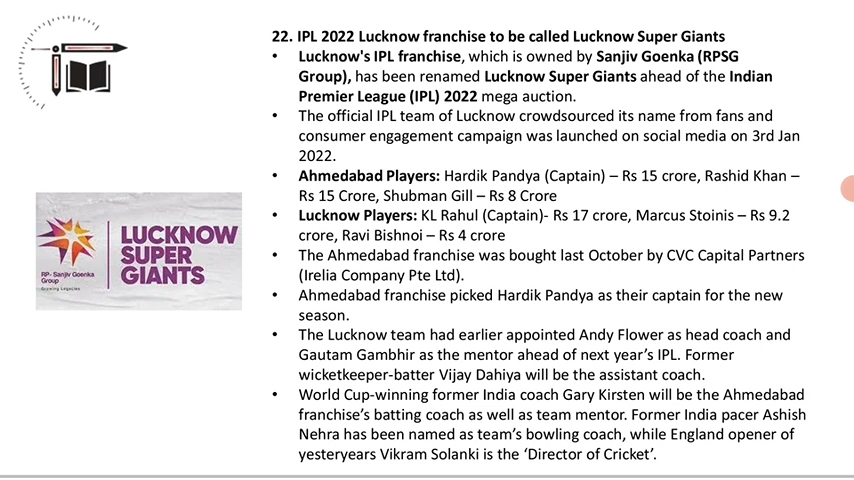 22. IPL 2022 Lucknow franchise to be called Lucknow Super Giants
• Lucknow's IPL franchise, which is owned by Sanjiv Goenka (RPSG
Group), has been renamed Lucknow Super Giants ahead of the Indian
Premier League (IPL) 2022 mega auction.
• The official IPL team of Lucknow crowdsourced its name from fans and
consumer engagement campaign was launched on social media on 3rd Jan
2022.
• Ahmedabad Players: Hardik Pandya (Captain) – Rs 15 crore, Rashid Khan –
Rs 15 Crore, Shubman Gill – Rs 8 Crore
• Lucknow Players: KL Rahul (Captain)- Rs 17 crore, Marcus Stoinis – Rs 9.2
crore, Ravi Bishnoi – Rs 4 crore
• The Ahmedabad franchise was bought last October by CVC Capital Partners
(Irelia Company Pte Ltd).
• Ahmedabad franchise picked Hardik Pandya as their captain for the new
season.
• The Lucknow team had earlier appointed Andy Flower as head coach and
Gautam Gambhir as the mentor ahead of next year’s IPL. Former
wicketkeeper-batter Vijay Dahiya will be the assistant coach.
• World Cup-winning former India coach Gary Kirsten will be the Ahmedabad
franchise’s batting coach as well as team mentor. Former India pacer Ashish
Nehra has been named as team’s bowling coach, while England opener of
yesteryears Vikram Solanki is the ‘Director of Cricket’.
LUCKNOW
SUPER
GIANTS
RP- Sanjiv Goenka
Group
Growing Legacies